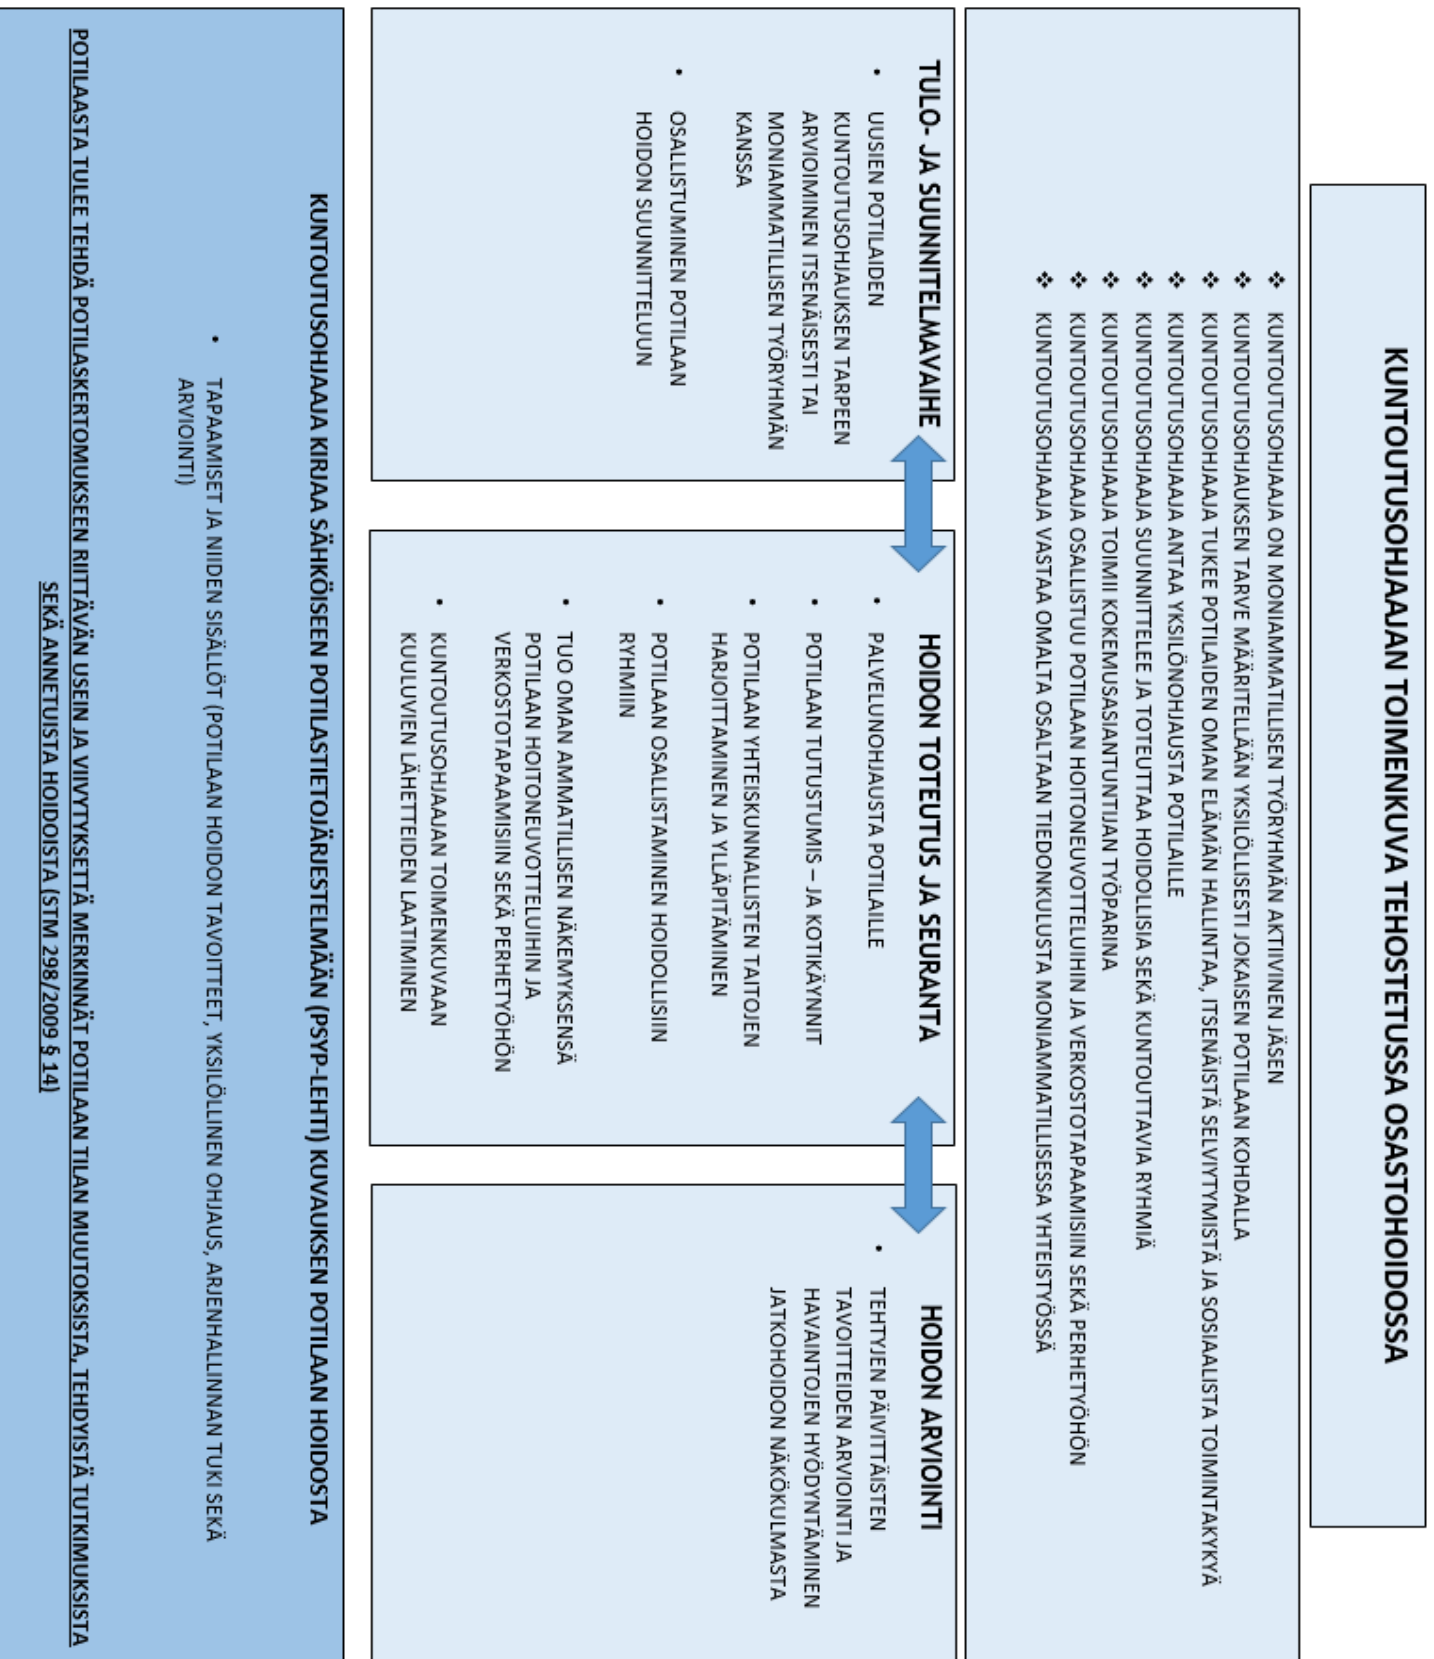 KUNTOUTUSOHJAAJAN TOIMENKUVA TEHOSTETUSSA OSASTOHOIDOSSA
❖ KUNTOUTUSOHJAAJA ON MONIAMMATILLISEN TYÖRYHMÄN AKTIIVINEN JÄSEN
❖ KUNTOUTUSOHJAUKSEN TARVE MÄÄRITELLÄÄN YKSILÖLLISESTI JOKAISEN POTILAAN KOHDALLA
❖ KUNTOUTUSOHJAAJA TUKEE POTILAIDEN OMAN ELÄMÄN HALLINTAA, ITSENÄISTÄ SELVIYTYMISTÄ JA SOSIAALISTA TOIMINTAKYKYÄ
❖ KUNTOUTUSOHJAAJA ANTAA YKSILÖNOHJAUSTA POTILAILLE
❖ KUNTOUTUSOHJAAJA SUUNNITTELEE JA TOTEUTTAA HOIDOLLISIA SEKÄ KUNTOUTTAVIA RYHMIÄ
❖ KUNTOUTUSOHJAAJA TOIMII KOKEMUSASIANTUNTIJAN TYÖPARINA
❖ KUNTOUTUSOHJAAJA OSALLISTUU POTILAAN HOITONEUVOTTELUIHIN JA VERKOSTOTAPAAMISIIN SEKÄ PERHETYÖHÖN
❖ KUNTOUTUSOHJAAJA VASTAA OMALTA OSALTAAN TIEDONKULUSTA MONIAMMATILLISESSA YHTEISTYÖSSÄ
TULO- JA SUUNNITELMAVAIHE
• UUSIEN POTILAIDEN
KUNTOUTUSOHJAUKSEN TARPEEN
ARVIOIMINEN ITSENÄISESTI TAI
MONIAMMATILLISEN TYÖRYHMÄN
KANSSA
• OSALLISTUMINEN POTILAAN
HOIDON SUUNNITTELUUN
HOIDON TOTEUTUS JA SEURANTA
• PALVELUNOHJAUSTA POTILAILLE
• POTILAAN TUTUSTUMIS – JA KOTIKÄYNNIT
• POTILAAN YHTEISKUNNALLISTEN TAITOJEN
HARJOITTAMINEN JA YLLÄPITÄMINEN
• POTILAAN OSALLISTAMINEN HOIDOLLISIIN
RYHMIIN
• TUO OMAN AMMATILLISEN NÄKEMYKSENSÄ
POTILAAN HOITONEUVOTTELUIHIN JA
VERKOSTOTAPAAMISIIN SEKÄ PERHETYÖHÖN
• KUNTOUTUSOHJAAJAN TOIMENKUVAAN
KUULUVIEN LÄHETTEIDEN LAATIMINEN
HOIDON ARVIOINTI
• TEHTYJEN PÄIVITTÄISTEN
TAVOITTEIDEN ARVIOINTI JA
HAVAINTOJEN HYÖDYNTÄMINEN
JATKOHOIDON NÄKÖKULMASTA
KUNTOUTUSOHJAAJA KIRJAA SÄHKÖISEEN POTILASTIETOJÄRJESTELMÄÄN (PSYP-LEHTI) KUVAUKSEN POTILAAN HOIDOSTA
• TAPAAMISET JA NIIDEN SISÄLLÖT (POTILAAN HOIDON TAVOITTEET, YKSILÖLLINEN OHJAUS, ARJENHALLINNAN TUKI SEKÄ
ARVIOINTI)
POTILAASTA TULEE TEHDÄ POTILASKERTOMUKSEEN RIITTÄVÄN USEIN JA VIIVYTYKSETTÄ MERKINNÄT POTILAAN TILAN MUUTOKSISTA, TEHDYISTÄ TUTKIMUKSISTA
SEKÄ ANNETUISTA HOIDOISTA (STM 298/2009 § 14)